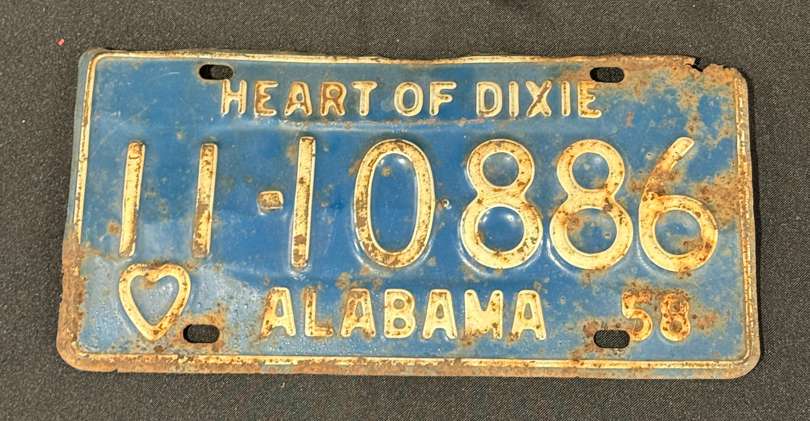 HEART OF DIXIE
11-10886
ALABAMA 58